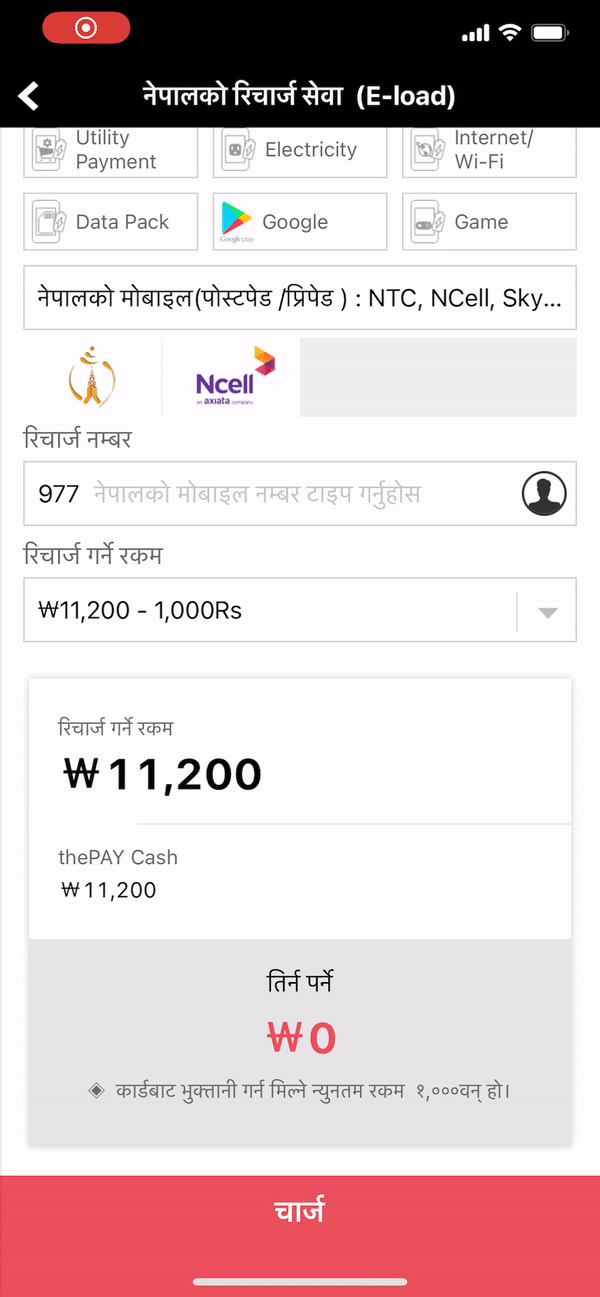 नेपालको रिचार्ज सेवा (E-load)
Utility
Payment
Electricity
Internet/
Wi-Fi
Data Pack
Google play
Google
Game
नेपालको मोबाइल(पोस्टपेड /प्रिपेड ) : NTC, NCell, Sky...
Ncell
an axiata company
रिचार्ज नम्बर
977 नेपालको मोबाइल नम्बर टाइप गर्नुहोस
रिचार्ज गर्ने रकम
₩11,200 - 1,000Rs
रिचार्ज गर्ने रकम
₩11,200
thePAY Cash
₩11,200
तिर्न पर्ने
₩0
◈ कार्डबाट भुक्तानी गर्न मिल्ने न्युनतम रकम १,०००वन् हो।
चार्ज